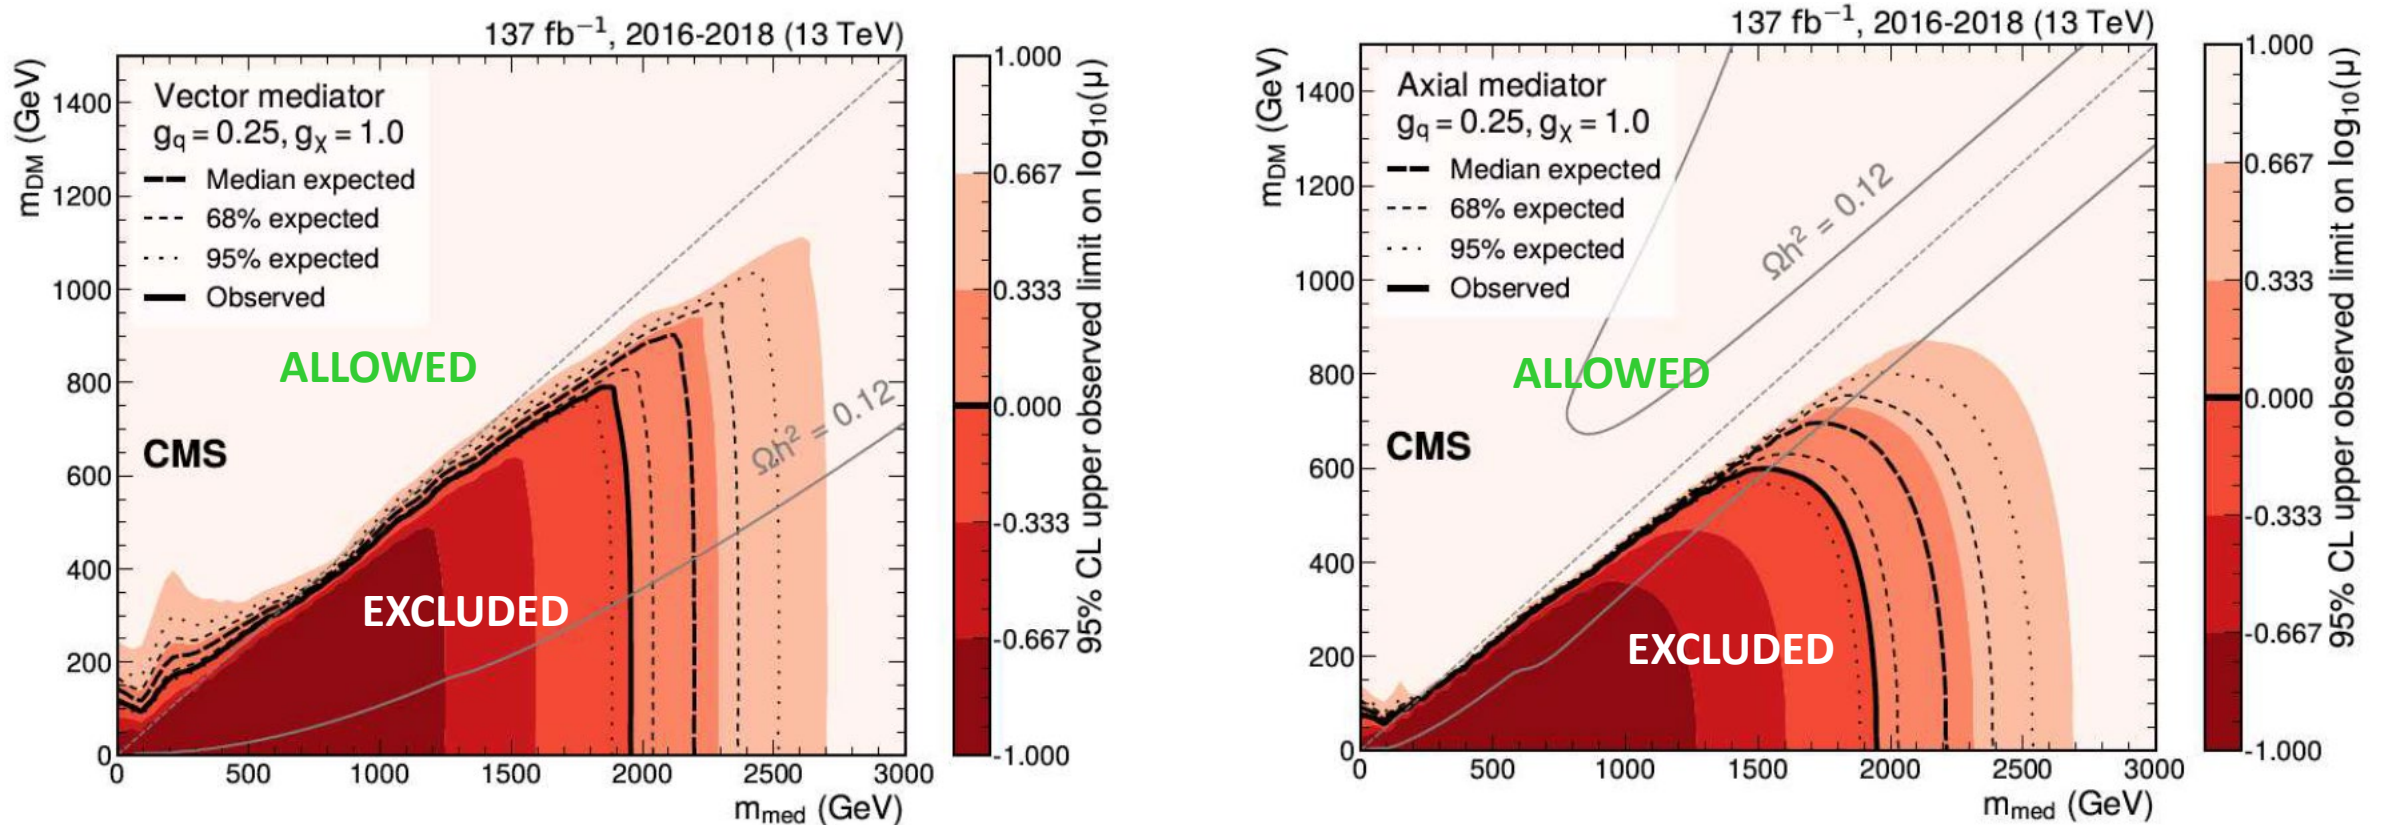 137 fb⁻¹, 2016-2018 (13 TeV)
m_DM (GeV)
1400
1200
1000
800
600
400
200
0
Vector mediator
g_q = 0.25, g_χ = 1.0
Median expected
68% expected
95% expected
Observed
ALLOWED
CMS
EXCLUDED
Ωh² = 0.12
0 500 1000 1500 2000 2500 3000
m_med (GeV)
1.000
0.667
0.333
0.000
-0.333
-0.667
-1.000
95% CL upper observed limit on log₁₀(μ)
137 fb⁻¹, 2016-2018 (13 TeV)
m_DM (GeV)
1400
1200
1000
800
600
400
200
0
Axial mediator
g_q = 0.25, g_χ = 1.0
Median expected
68% expected
95% expected
Observed
Ωh² = 0.12
ALLOWED
CMS
EXCLUDED
0 500 1000 1500 2000 2500 3000
m_med (GeV)
1.000
0.667
0.333
0.000
-0.333
-0.667
-1.000
95% CL upper observed limit on log₁₀(μ)